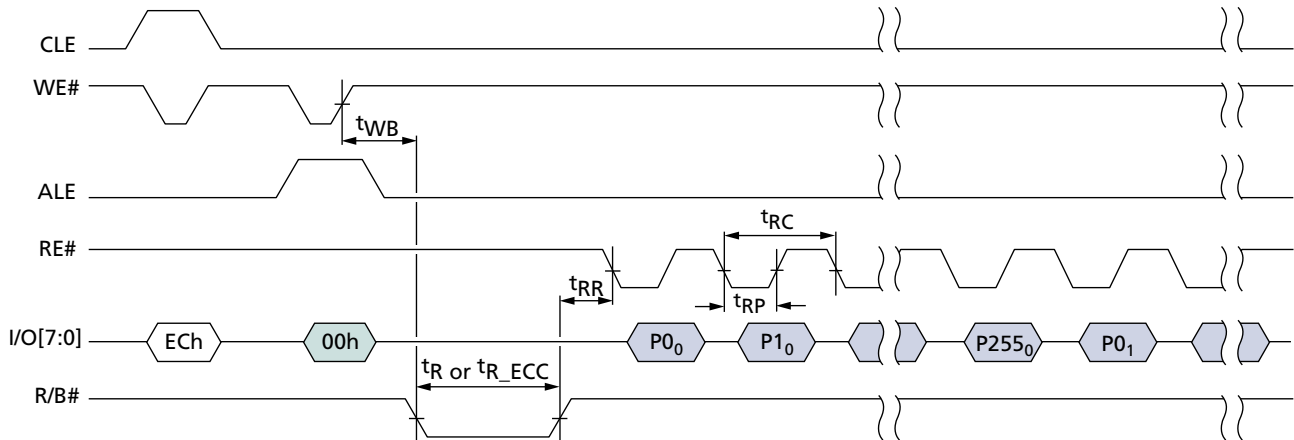 CLE
WE#
tWB
ALE
RE#
tRC
tRR
tRP
I/O[7:0]
ECh
00h
P0₀
P1₀
P255₀
P0₁
tR or tR_ECC
R/B#